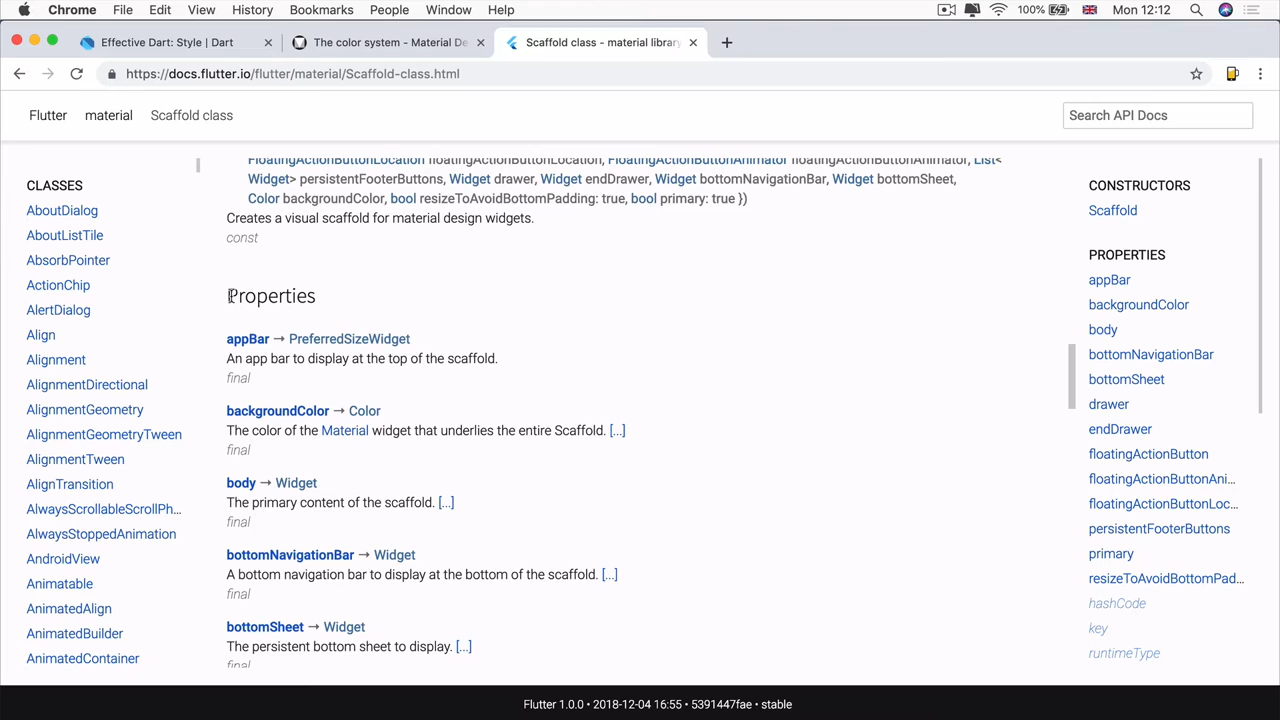 Chrome File Edit View History Bookmarks People Window Help 100% Mon 12:12
Effective Dart: Style | Dart
The color system - Material De
Scaffold class - material library
https://docs.flutter.io/flutter/material/Scaffold-class.html
Flutter material Scaffold class
Search API Docs
CLASSES
AboutDialog
AboutListTile
AbsorbPointer
ActionChip
AlertDialog
Align
Alignment
AlignmentDirectional
AlignmentGeometry
AlignmentGeometryTween
AlignmentTween
AlignTransition
AlwaysScrollableScrollPh...
AlwaysStoppedAnimation
AndroidView
Animatable
AnimatedAlign
AnimatedBuilder
AnimatedContainer
FloatingActionButtonLocation floatingActionButtonLocation, FloatingActionButtonAnimator floatingActionButtonAnimator, List<
Widget> persistentFooterButtons, Widget drawer, Widget endDrawer, Widget bottomNavigationBar, Widget bottomSheet,
Color backgroundColor, bool resizeToAvoidBottomPadding: true, bool primary: true })
Creates a visual scaffold for material design widgets.
const
Properties
appBar → PreferredSizeWidget
An app bar to display at the top of the scaffold.
final
backgroundColor → Color
The color of the Material widget that underlies the entire Scaffold. [...]
final
body → Widget
The primary content of the scaffold. [...]
final
bottomNavigationBar → Widget
A bottom navigation bar to display at the bottom of the scaffold. [...]
final
bottomSheet → Widget
The persistent bottom sheet to display. [...]
final
CONSTRUCTORS
Scaffold
PROPERTIES
appBar
backgroundColor
body
bottomNavigationBar
bottomSheet
drawer
endDrawer
floatingActionButton
floatingActionButtonAni...
floatingActionButtonLoc...
persistentFooterButtons
primary
resizeToAvoidBottomPad...
hashCode
key
runtimeType
Flutter 1.0.0 • 2018-12-04 16:55 • 5391447fae • stable